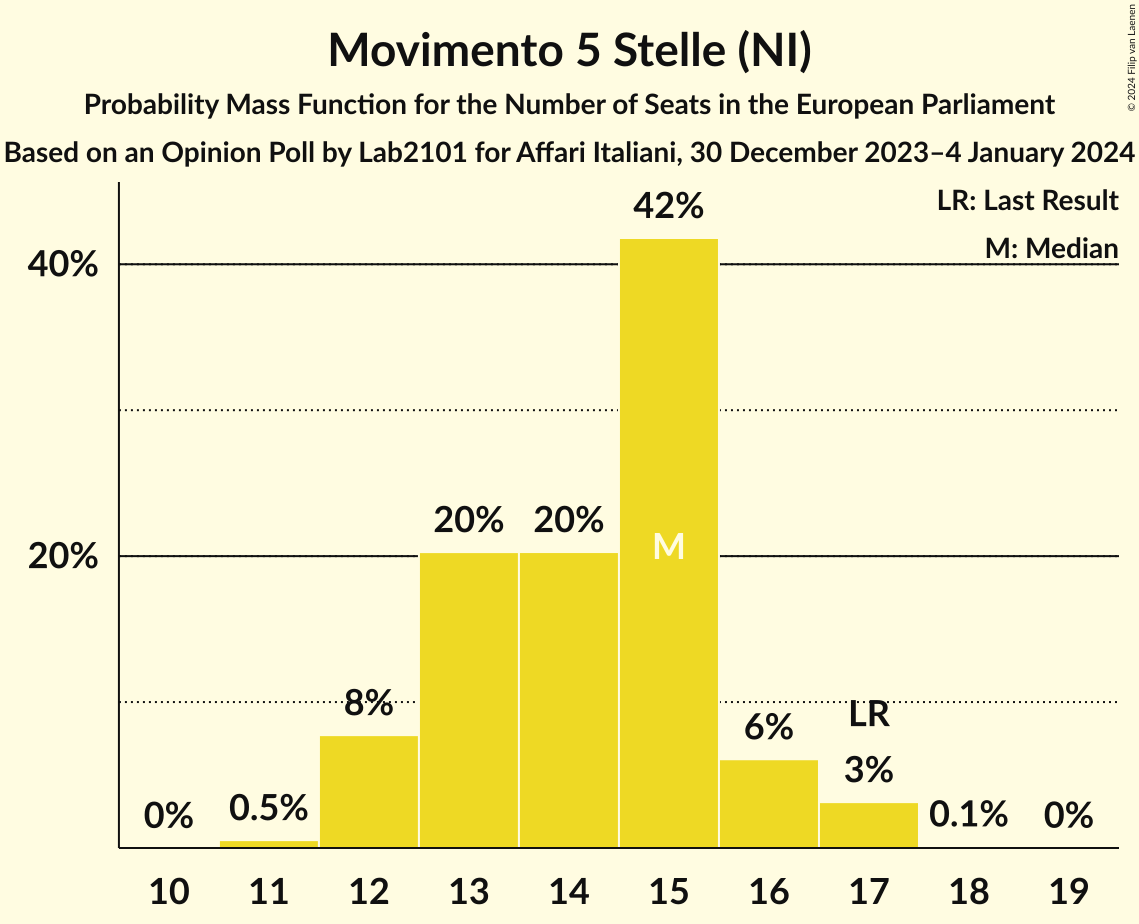 Movimento 5 Stelle (NI)
Probability Mass Function for the Number of Seats in the European Parliament
Based on an Opinion Poll by Lab2101 for Affari Italiani, 30 December 2023–4 January 2024
© 2024 Filip van Laenen
LR: Last Result
M: Median
42%
40%
20% 20%
M
20%
8%
LR
6%
3%
0% 0.5% 0.1% 0%
10 11 12 13 14 15 16 17 18 19